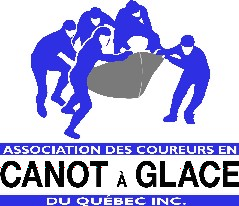 ASSOCIATION DES COUREURS EN
CANOT À GLACE
DU QUÉBEC INC.